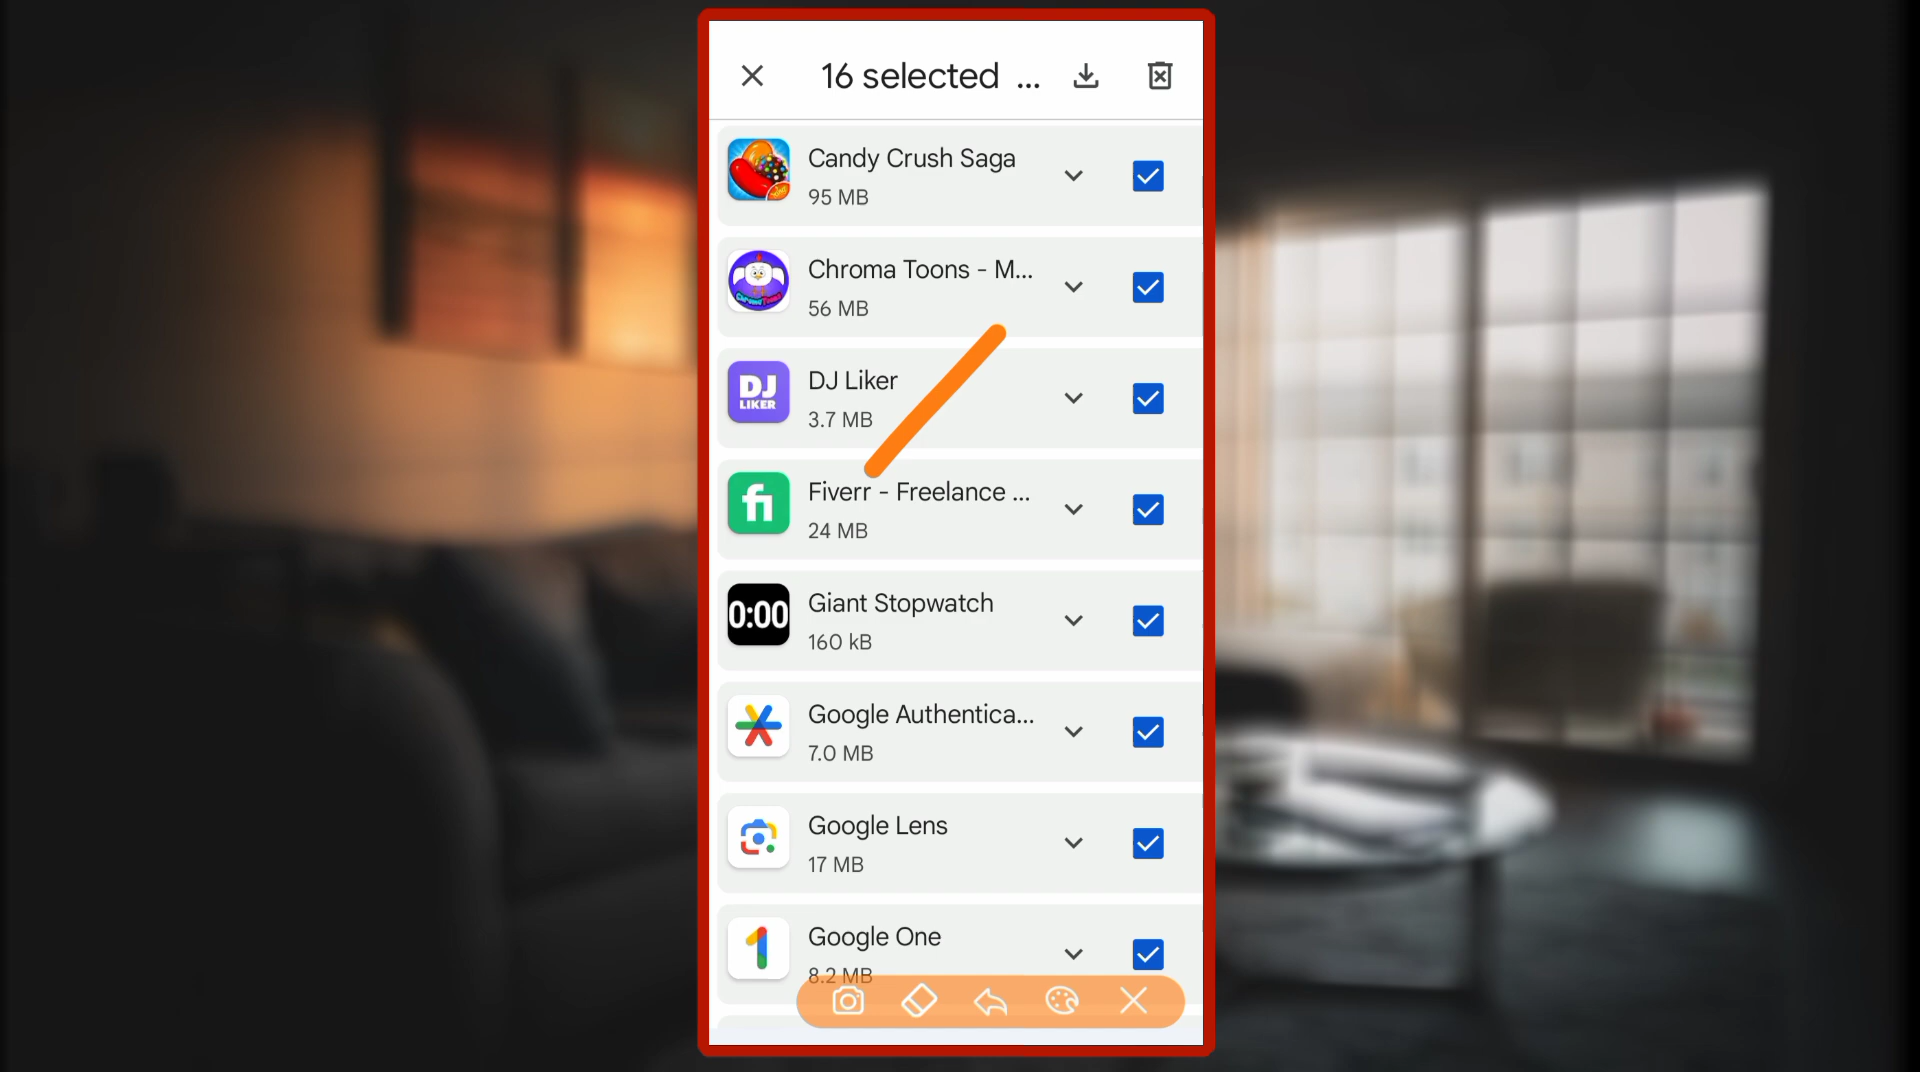 16 selected ...
Candy Crush Saga
95 MB
Chroma Toons - M...
56 MB
DJ LIKER
DJ Liker
3.7 MB
fi
Fiverr - Freelance ...
24 MB
0:00
Giant Stopwatch
160 kB
Google Authentica...
7.0 MB
Google Lens
17 MB
1
Google One
8.2 MB